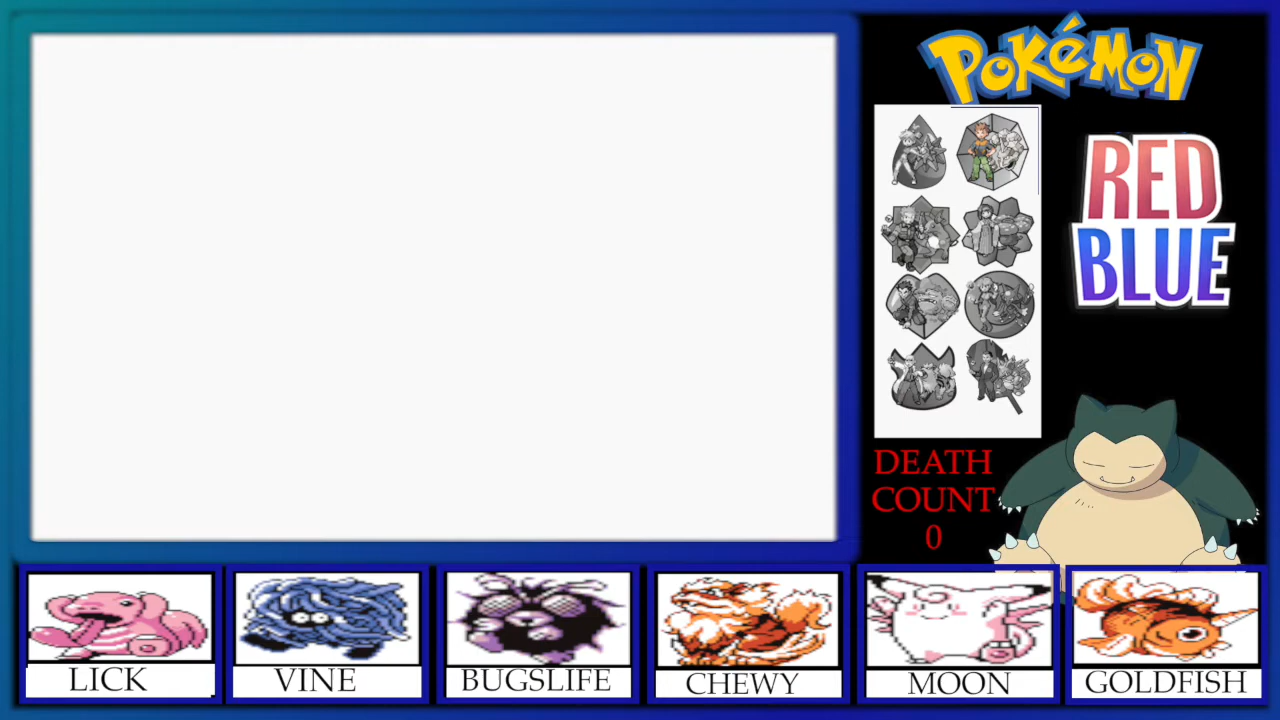 POKéMON
RED
BLUE
DEATH
COUNT
0
LICK
VINE
BUGSLIFE
CHEWY
MOON
GOLDFISH